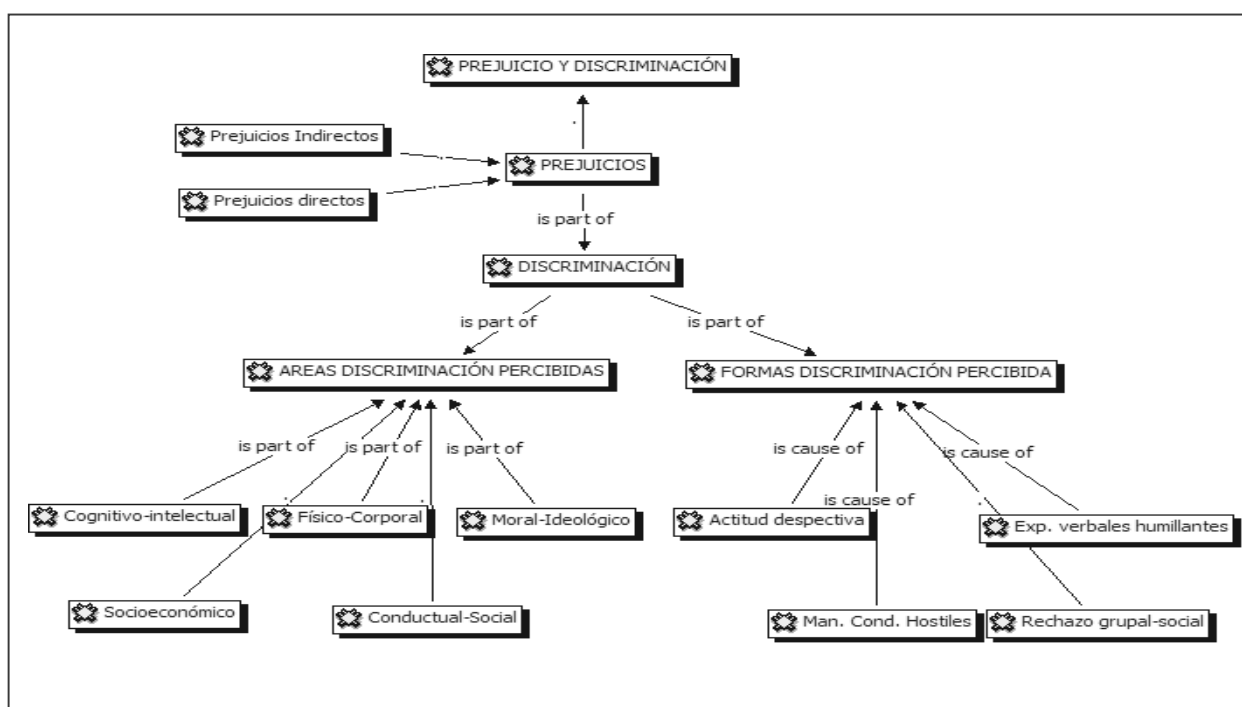 PREJUICIO Y DISCRIMINACIÓN
Prejuicios Indirectos
PREJUICIOS
Prejuicios directos
is part of
DISCRIMINACIÓN
is part of
is part of
AREAS DISCRIMINACIÓN PERCIBIDAS
FORMAS DISCRIMINACIÓN PERCIBIDA
is part of
is part of
is part of
is cause of
is cause of
is cause of
Cognitivo-intelectual
Físico-Corporal
Moral-Ideológico
Actitud despectiva
Exp. verbales humillantes
Socioeconómico
Conductual-Social
Man. Cond. Hostiles
Rechazo grupal-social